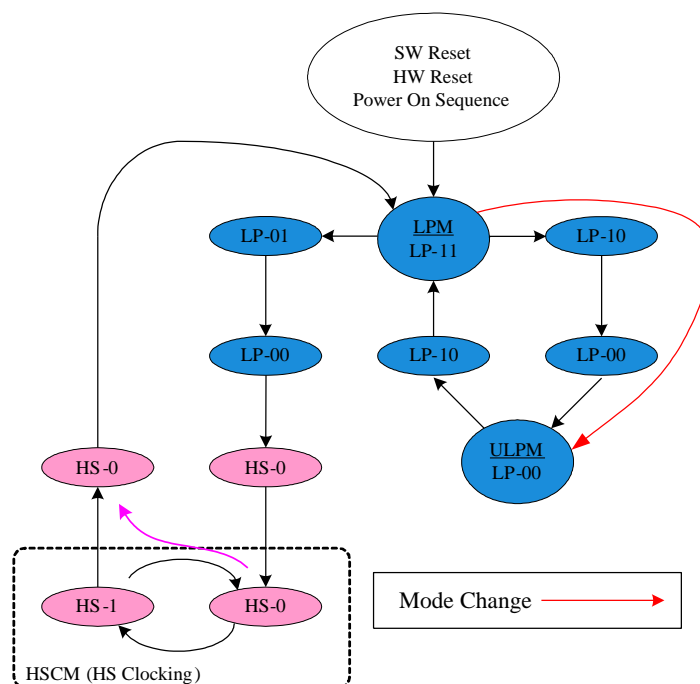 SW Reset
HW Reset
Power On Sequence
LPM
LP-11
LP-01
LP-10
LP-00
LP-10
LP-00
ULPM
LP-00
HS-0
HS-0
HS-1
HS-0
HSCM (HS Clocking)
Mode Change